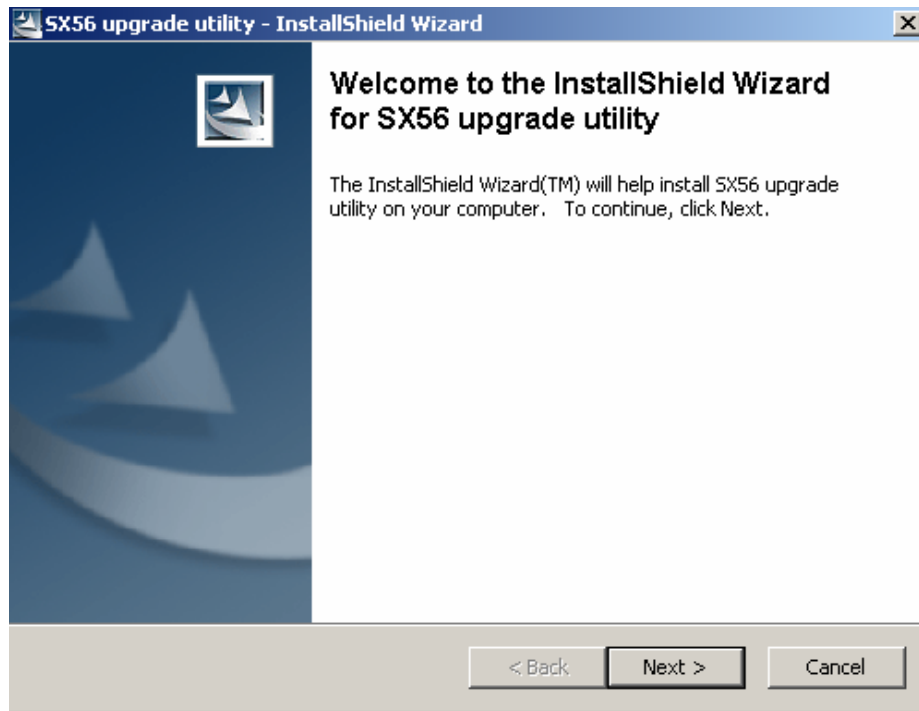 SX56 upgrade utility - InstallShield Wizard
Welcome to the InstallShield Wizard
for SX56 upgrade utility
The InstallShield Wizard(TM) will help install SX56 upgrade
utility on your computer. To continue, click Next.
< Back Next > Cancel